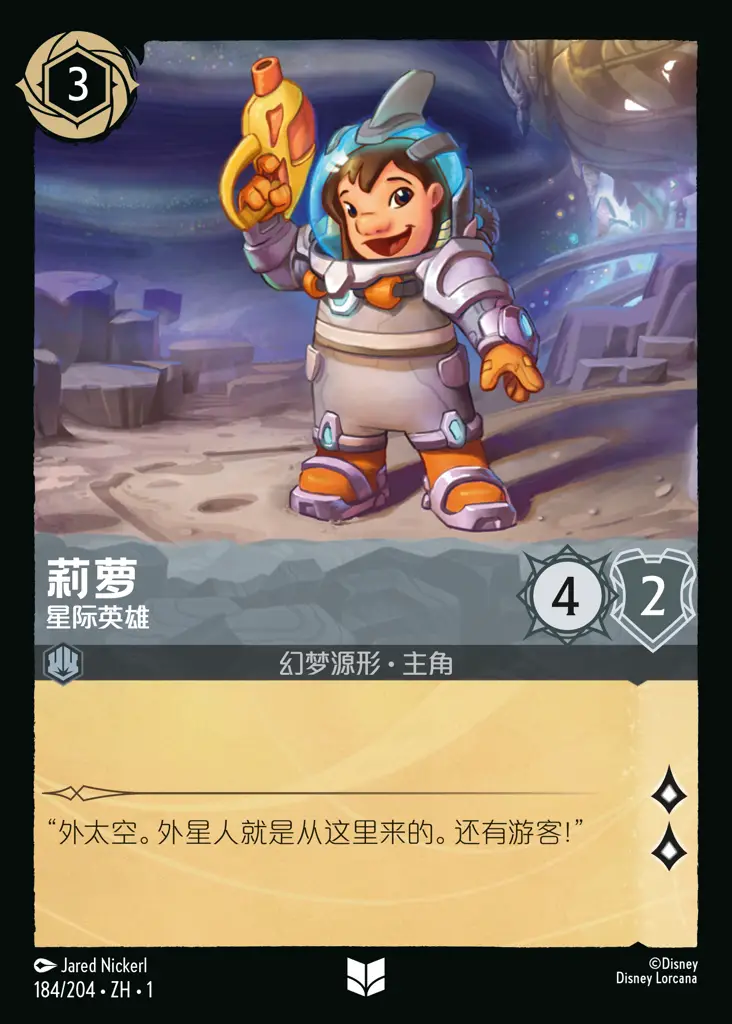 3
莉萝
星际英雄
4
2
幻梦源形 • 主角
“外太空。外星人就是从这里来的。还有游客!”
Jared Nickerl
184/204 • ZH • 1
©Disney
Disney Lorcana